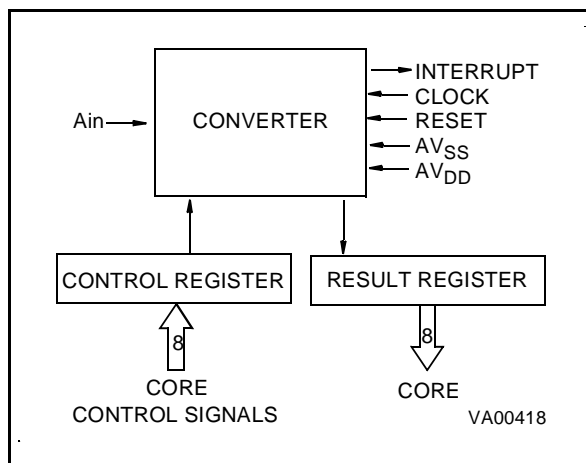 INTERRUPT
CLOCK
Ain
CONVERTER
RESET
AVSS
AVDD
CONTROL REGISTER
RESULT REGISTER
8
8
CORE
CONTROL SIGNALS
CORE
VA00418